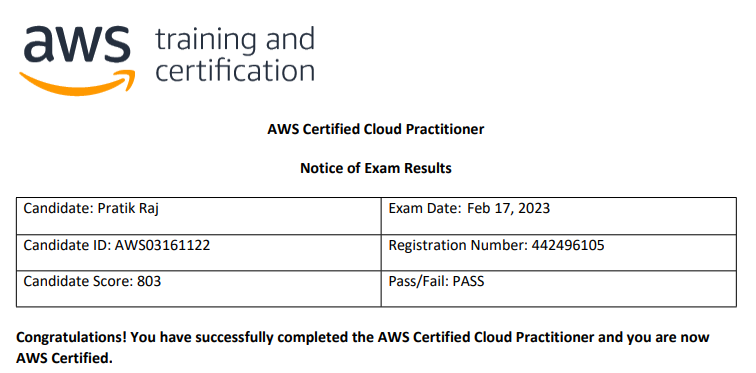 aws training and
certification
AWS Certified Cloud Practitioner
Notice of Exam Results
Candidate: Pratik Raj
Exam Date: Feb 17, 2023
Candidate ID: AWS03161122
Registration Number: 442496105
Candidate Score: 803
Pass/Fail: PASS
Congratulations! You have successfully completed the AWS Certified Cloud Practitioner and you are now
AWS Certified.